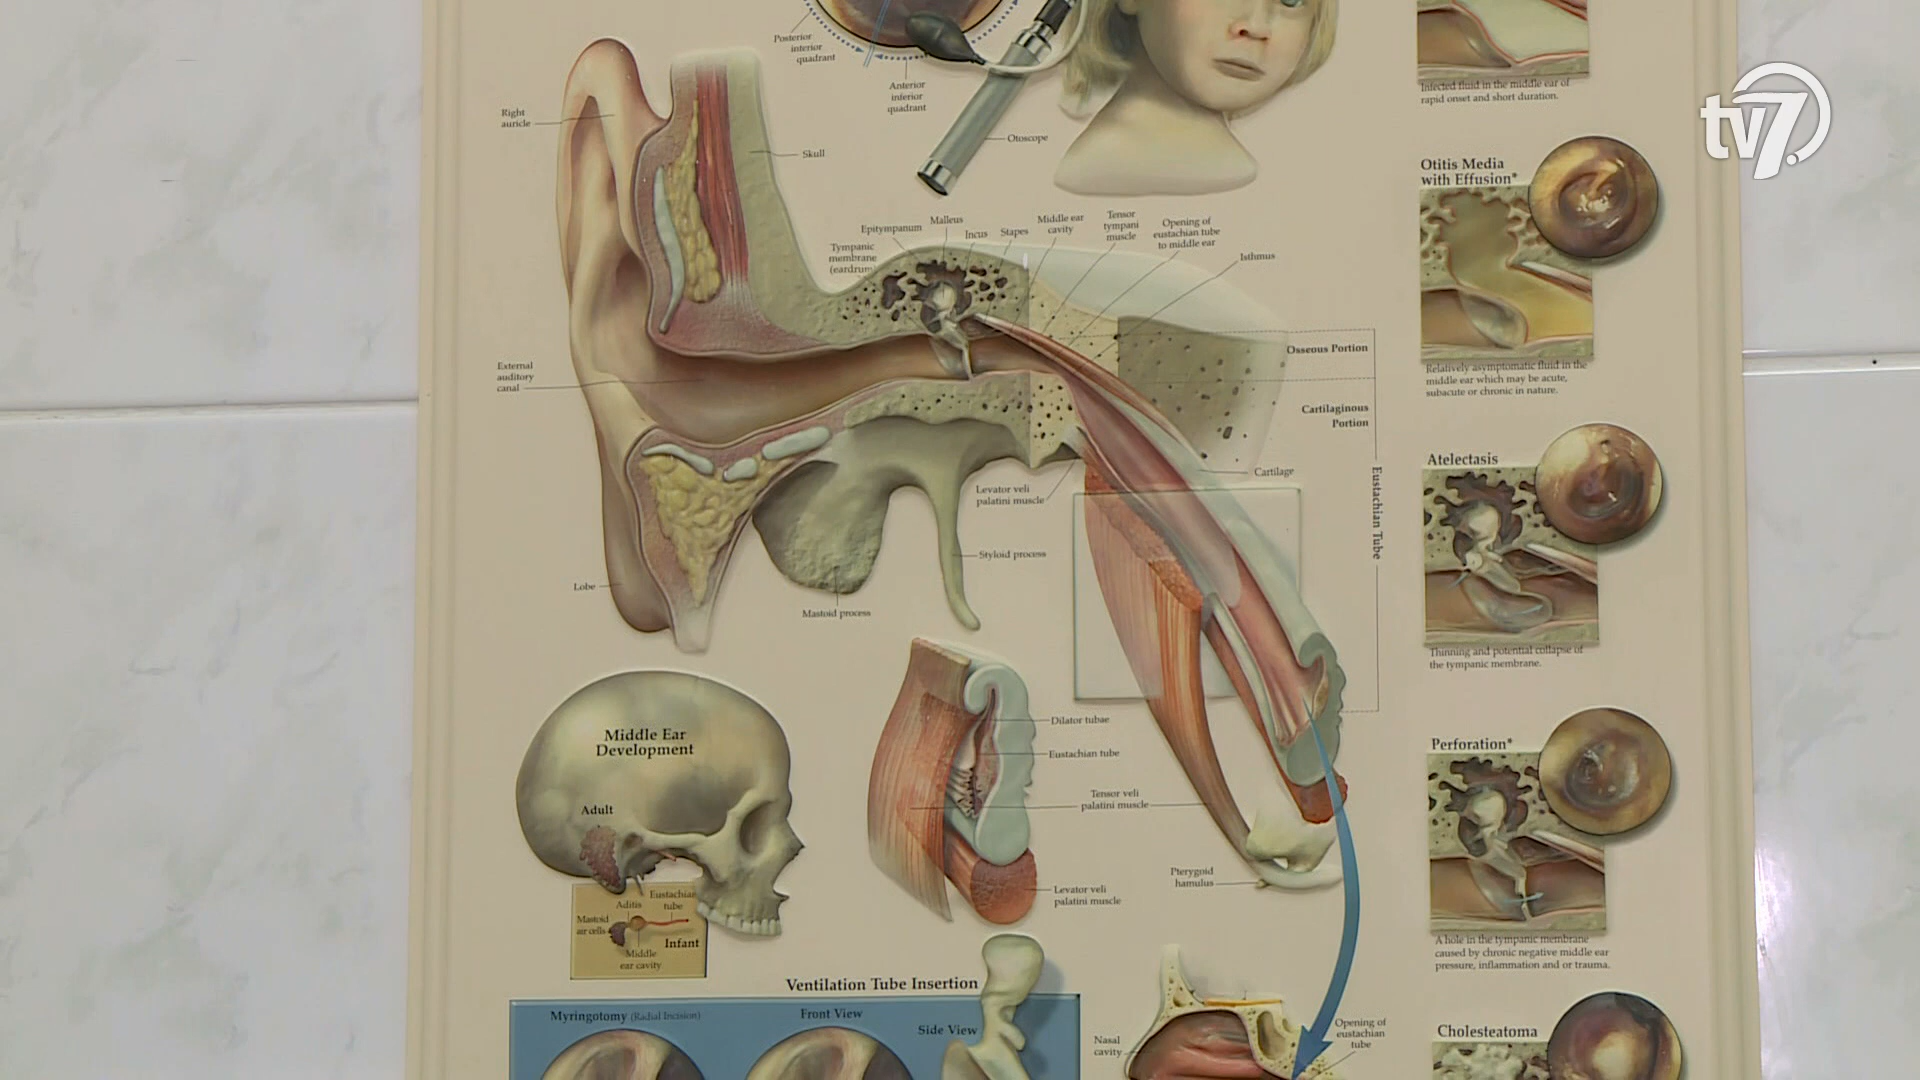 tv7
Posterior
interior
quadrant
Anterior
inferior
quadrant
Otoscope
Right
auricle
Skull
Epitympanum
Malleus
Incus
Stapes
Middle ear
cavity
Tensor
tympani
muscle
Opening of
eustachian tube
to middle ear
Isthmus
Tympanic
membrane
(eardrum
External
auditory
canal
Osseous Portion
Cartilaginous
Portion
Cartilage
Eustachian Tube
Levator veli
palatini muscle
Styloid process
Lobe
Mastoid process
Middle Ear
Development
Adult
Eustachian
tube
Aditis
Mastoid
air cells
Infant
Middle
ear cavity
Dilator tubae
Eustachian tube
Tensor veli
palatini muscle
Levator veli
palatini muscle
Pterygoid
hamulus
Ventilation Tube Insertion
Myringotomy (Radial Incision)
Front View
Side View
Nasal
cavity
Opening of
eustachian
tube
Infected fluid in the middle ear of
rapid onset and short duration.
Otitis Media
with Effusion*
Relatively asymptomatic fluid in the
middle ear which may be acute,
subacute or chronic in nature.
Atelectasis
Thinning and potential collapse of
the tympanic membrane.
Perforation*
A hole in the tympanic membrane
caused by chronic negative middle ear
pressure, inflammation and or trauma.
Cholesteatoma